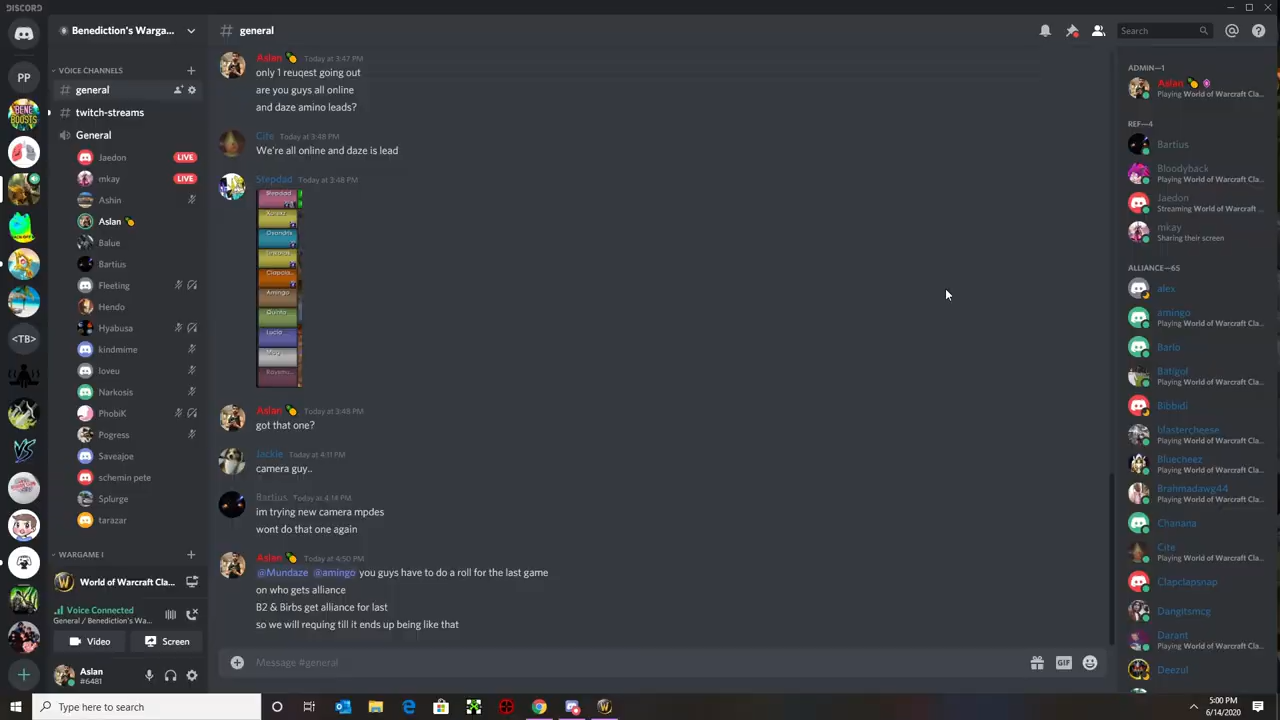 DISCORD
PP
<TB>
Benediction's Warga...
VOICE CHANNELS
general
twitch-streams
General
Jaedon LIVE
mkay LIVE
Ashin
Aslan
Balue
Bartius
Fleeting
Hendo
Hyabusa
kindmime
loveu
Narkosis
PhobiK
Pogress
Saveajoe
schemin pete
Splurge
tarazar
WARGAME I
World of Warcraft Cla...
Voice Connected
General / Benediction's Wa...
Video Screen
Aslan
#6481
# general
Search
Aslan Today at 3:47 PM
only 1 reuqest going out
are you guys all online
and daze amino leads?
Cite Today at 3:48 PM
We're all online and daze is lead
Stepdad Today at 3:48 PM
Stepdad
Osandris
Clapcla...
Amingo
Quinta
Lucid
Mug
Aslan Today at 3:48 PM
got that one?
Jackie Today at 4:11 PM
camera guy..
Bartius Today at 4:14 PM
im trying new camera mpdes
wont do that one again
Aslan Today at 4:50 PM
@Mundaze @amingo you guys have to do a roll for the last game
on who gets alliance
B2 & Birbs get alliance for last
so we will requing till it ends up being like that
Message #general
GIF
ADMIN—1
Aslan
Playing World of Warcraft Cla...
REF—4
Bartius
Bloodyback
Playing World of Warcraft Cla...
Jaedon
Streaming World of Warcraft ...
mkay
Sharing their screen
ALLIANCE—65
alex
amingo
Playing World of Warcraft Cla...
Barlo
Batigol
Playing World of Warcraft Cla...
Bibbidi
blastercheese
Playing World of Warcraft Cla...
Bluecheez
Playing World of Warcraft Cla...
Brahmadawg44
Playing World of Warcraft Cla...
Chanana
Cite
Playing World of Warcraft Cla...
Clapclapsnap
Dangitsmcg
Darant
Playing World of Warcraft Cla...
Deezul
Type here to search
5:00 PM
6/14/2020